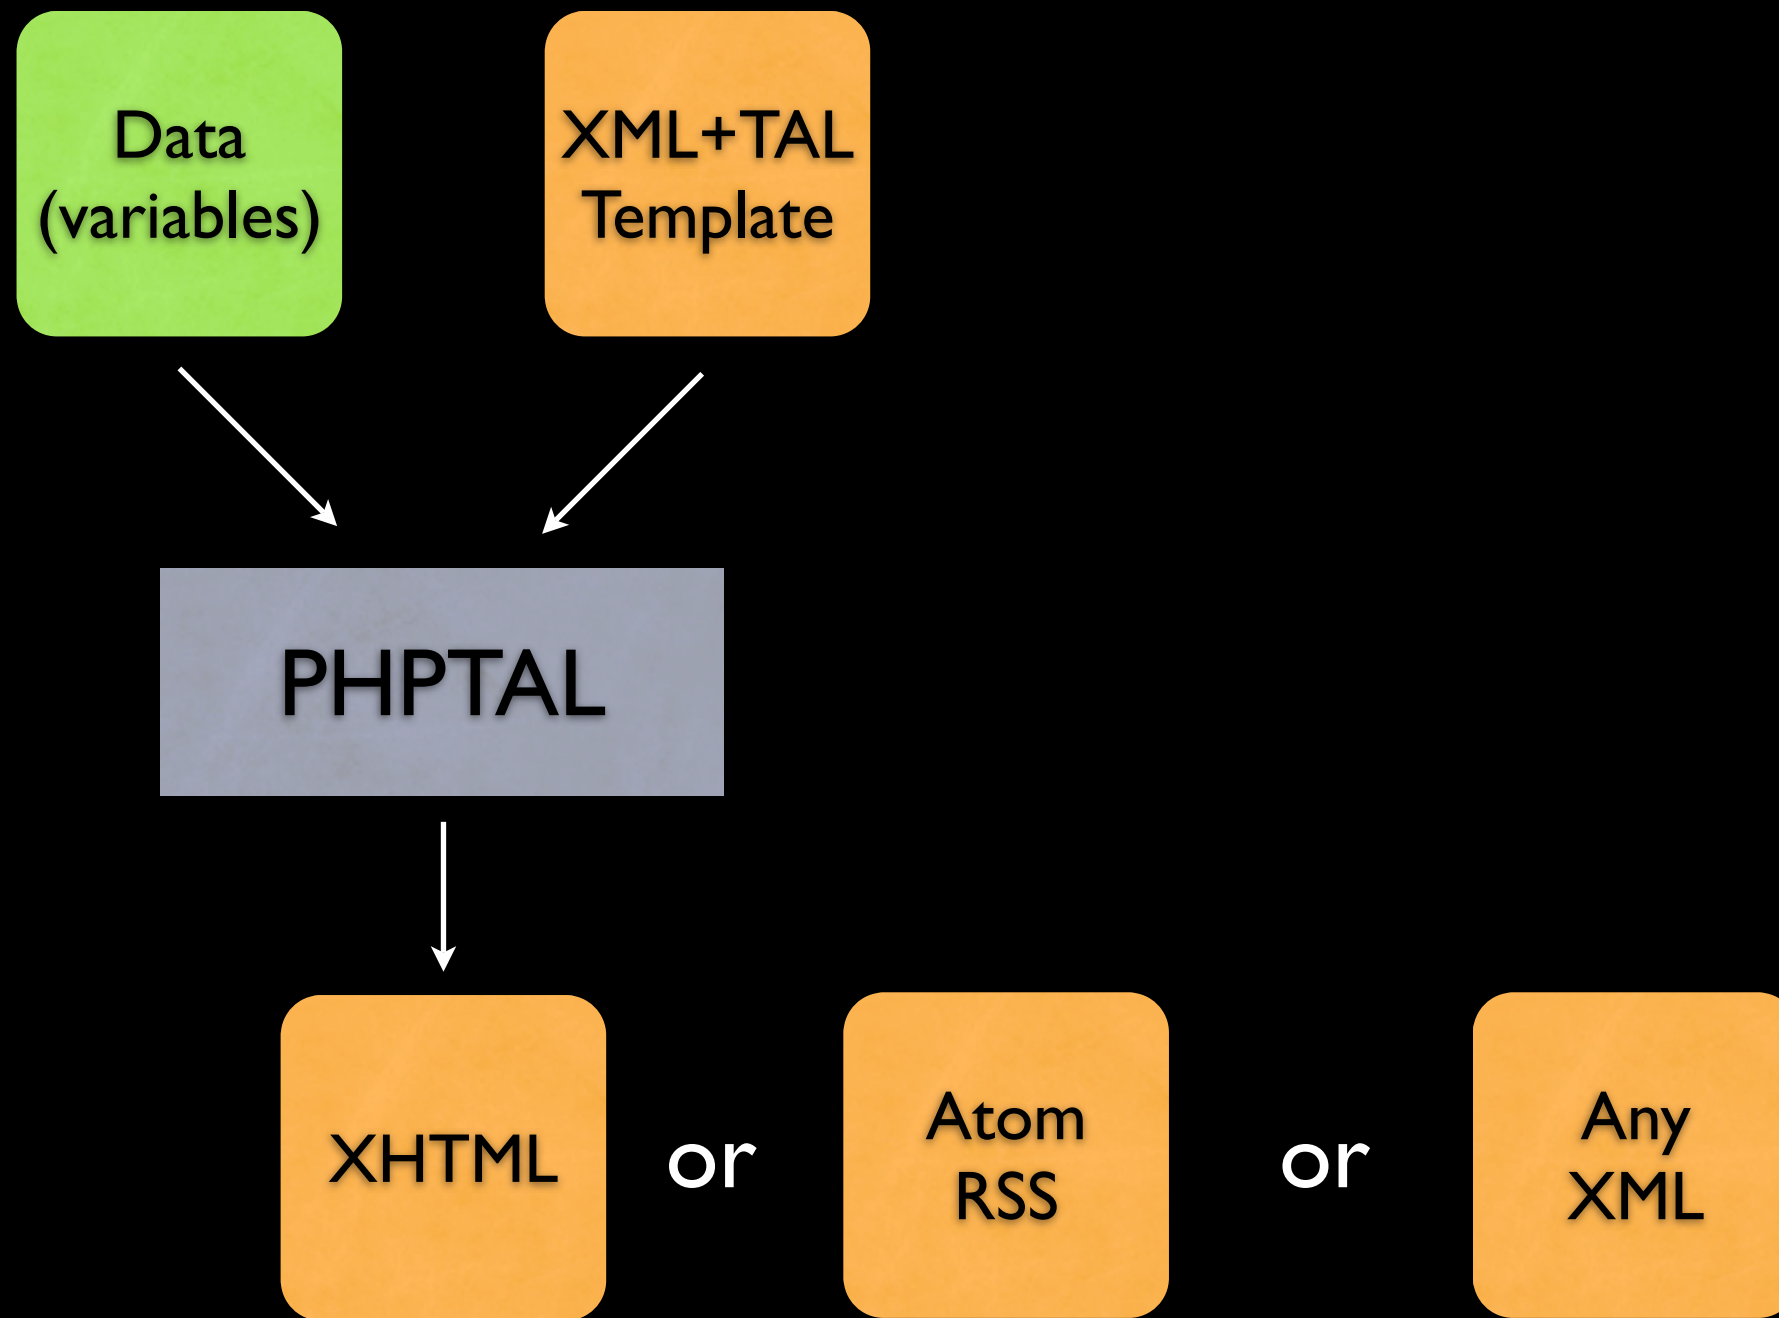 Data
(variables)
XML+TAL
Template
PHPTAL
XHTML
or
Atom
RSS
or
Any
XML